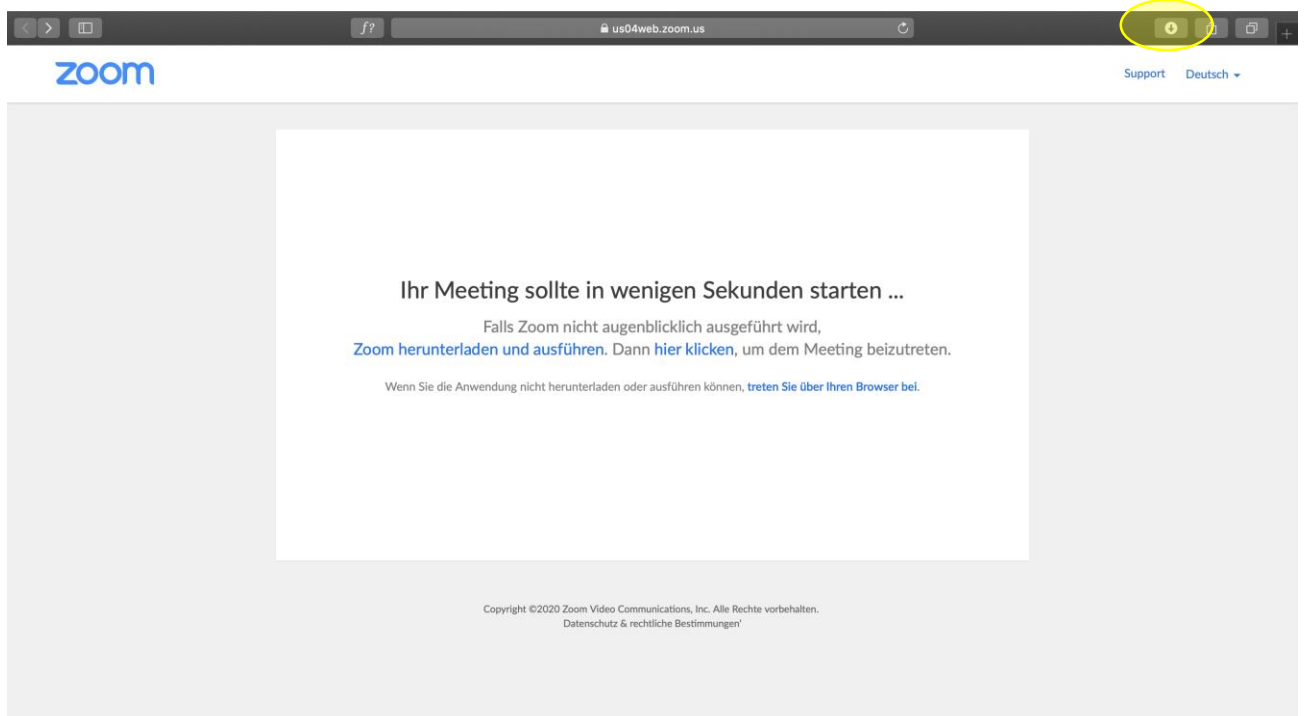 f?
us04web.zoom.us
zoom
Support Deutsch
Ihr Meeting sollte in wenigen Sekunden starten ...
Falls Zoom nicht augenblicklich ausgeführt wird,
Zoom herunterladen und ausführen. Dann hier klicken, um dem Meeting beizutreten.
Wenn Sie die Anwendung nicht herunterladen oder ausführen können, treten Sie über Ihren Browser bei.
Copyright ©2020 Zoom Video Communications, Inc. Alle Rechte vorbehalten.
Datenschutz & rechtliche Bestimmungen'